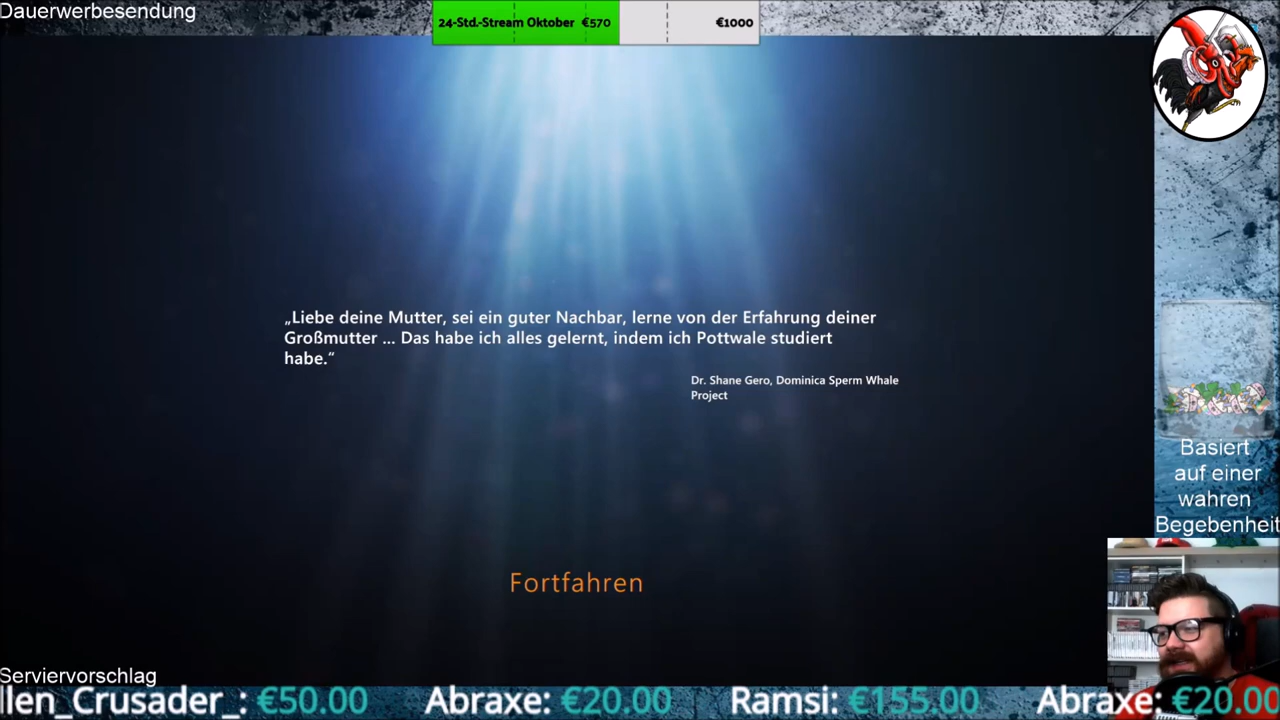 Dauerwerbesendung
24-Std.-Stream Oktober €570 €1000
„Liebe deine Mutter, sei ein guter Nachbar, lerne von der Erfahrung deiner
Großmutter ... Das habe ich alles gelernt, indem ich Pottwale studiert
habe.“
Dr. Shane Gero, Dominica Sperm Whale
Project
Basiert
auf einer
wahren
Begebenheit
Fortfahren
Serviervorschlag
llen_Crusader_: €50.00 Abraxe: €20.00 Ramsi: €155.00 Abraxe: €20.00